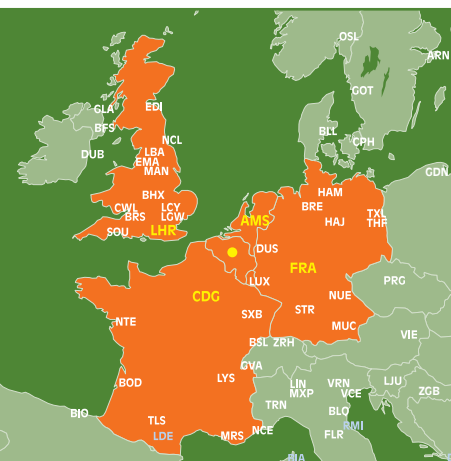 OSL
ARN
GOT
GLA
EDI
BFS
BLL
NCL
CPH
DUB
LBA
EMA
MAN
GDN
BHX
HAM
CWL
LCY
BRE
TXL
BRS
LGW
AMS
HAJ
THF
SOU
LHR
DUS
FRA
LUX
PRG
CDG
NUE
SXB
STR
NTE
MUC
VIE
BSL ZRH
GVA
LYS
BOD
LIN
VRN
LJU
MXP
VCE
ZGB
TRN
BLQ
BIO
TLS
RMI
LDE
MRS
NCE
FLR
PIA